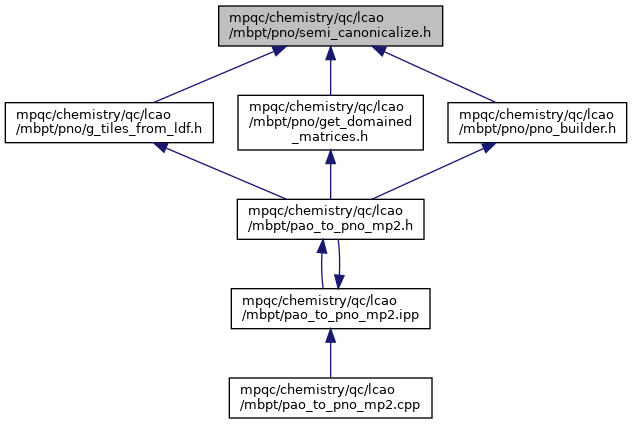 mpqc/chemistry/qc/lcao
/mbpt/pno/semi_canonicalize.h
mpqc/chemistry/qc/lcao
/mbpt/pno/g_tiles_from_ldf.h
mpqc/chemistry/qc/lcao
/mbpt/pno/get_domained
_matrices.h
mpqc/chemistry/qc/lcao
/mbpt/pno/pno_builder.h
mpqc/chemistry/qc/lcao
/mbpt/pao_to_pno_mp2.h
mpqc/chemistry/qc/lcao
/mbpt/pao_to_pno_mp2.ipp
mpqc/chemistry/qc/lcao
/mbpt/pao_to_pno_mp2.cpp